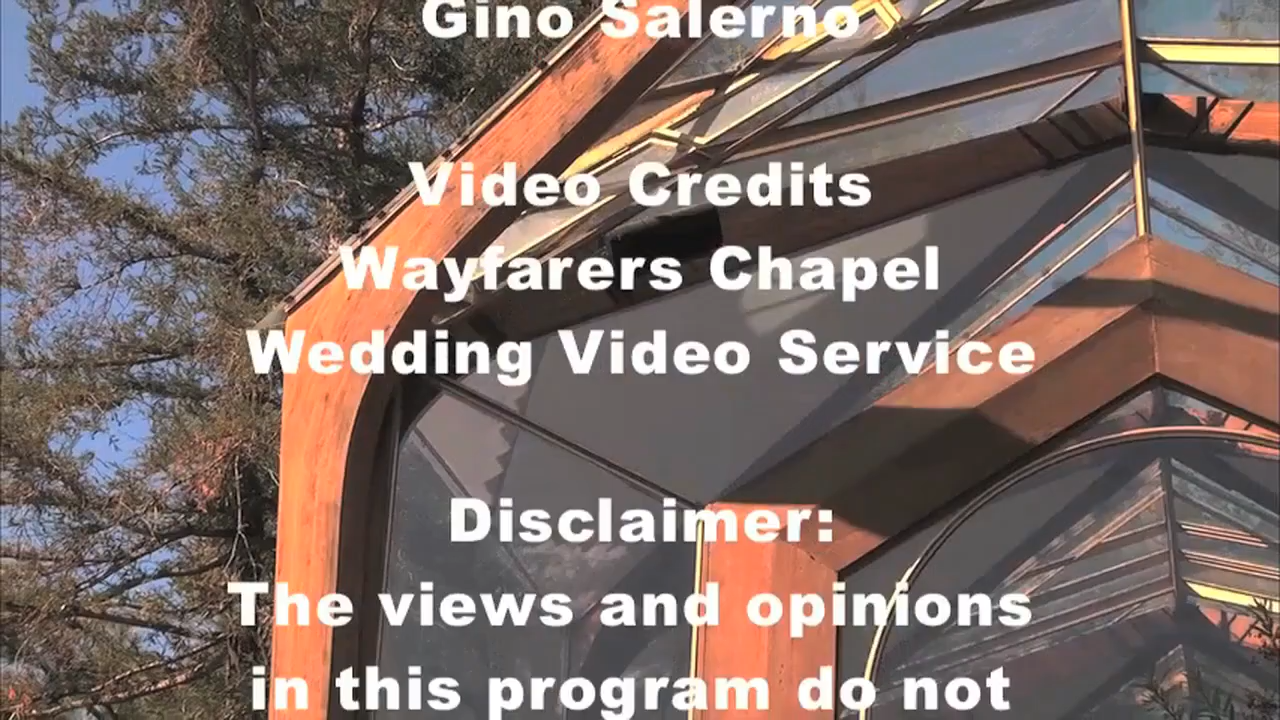 Gino Salerno
Video Credits
Wayfarers Chapel
Wedding Video Service
Disclaimer:
The views and opinions
in this program do not